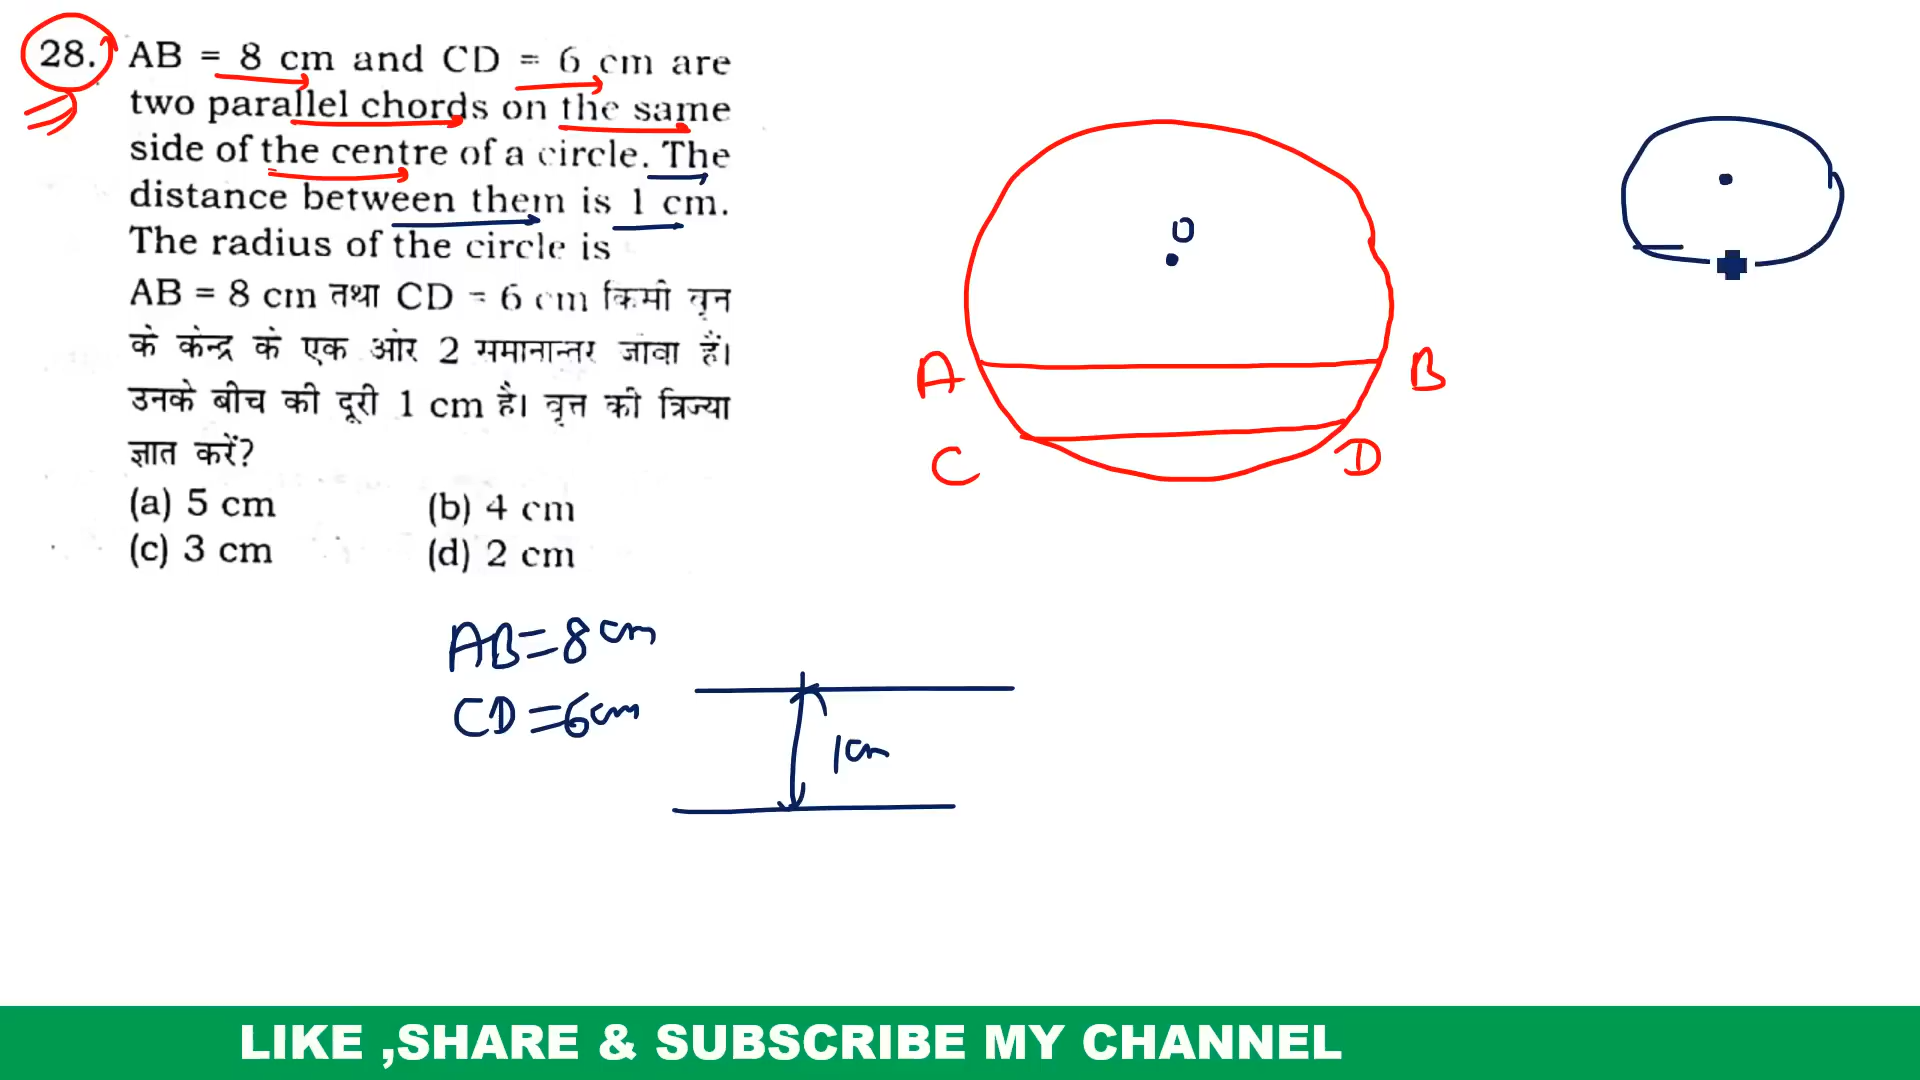 28. AB = 8 cm and CD = 6 cm are
two parallel chords on the same
side of the centre of a circle. The
distance between them is 1 cm.
The radius of the circle is
AB = 8 cm तथा CD = 6 cm किसी वृत्त
के केन्द्र के एक ओर 2 समानान्तर जीवा हैं।
उनके बीच की दूरी 1 cm है। वृत्त की त्रिज्या
ज्ञात करें?
(a) 5 cm (b) 4 cm
(c) 3 cm (d) 2 cm
O
A B
C D
AB=8cm
CD=6cm
1cm
LIKE ,SHARE & SUBSCRIBE MY CHANNEL